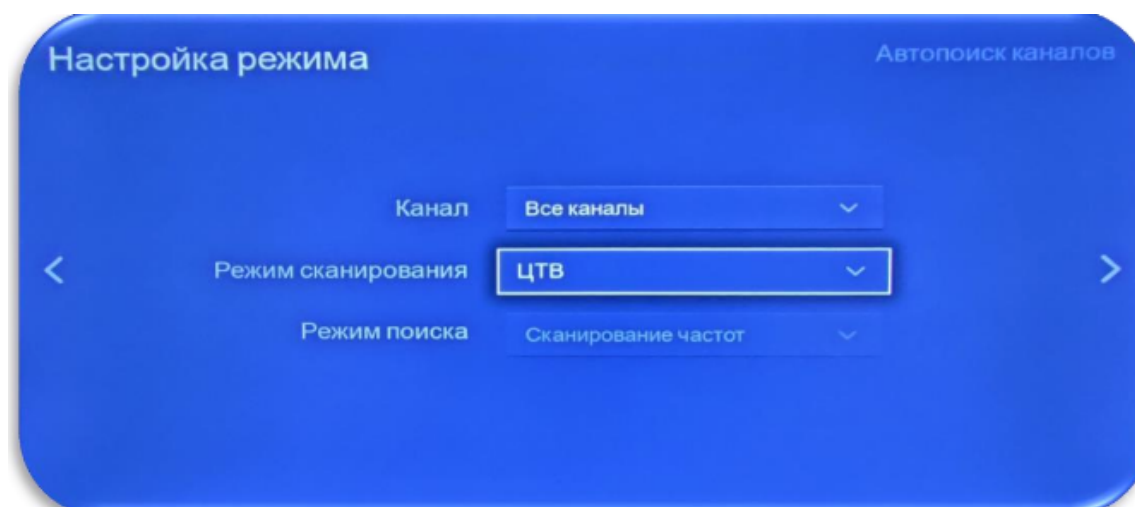 Настройка режима
Автопоиск каналов
Канал Все каналы
Режим сканирования ЦТВ
Режим поиска Сканирование частот